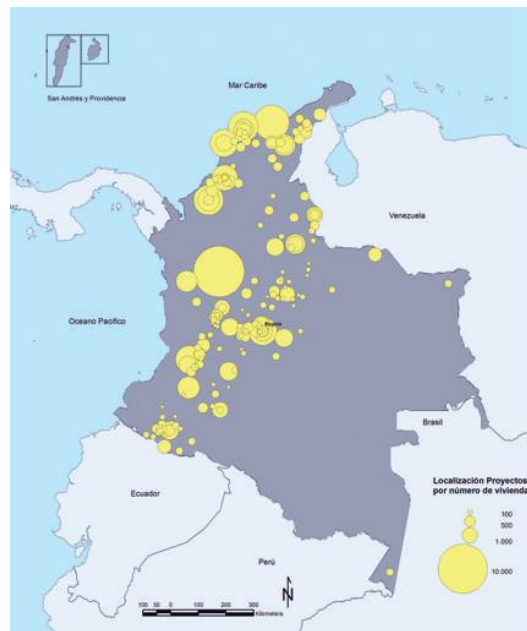 San Andrés y Providencia
Mar Caribe
Venezuela
Oceano Pacífico
Brasil
Ecuador
Perú
Localización Proyectos
por número de vivienda
100
500
1.000
10.000
100 50 0 100 200 300
Kilometers
N